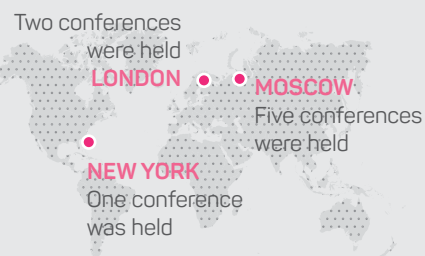 Two conferences
were held
LONDON
MOSCOW
Five conferences
were held
NEW YORK
One conference
was held